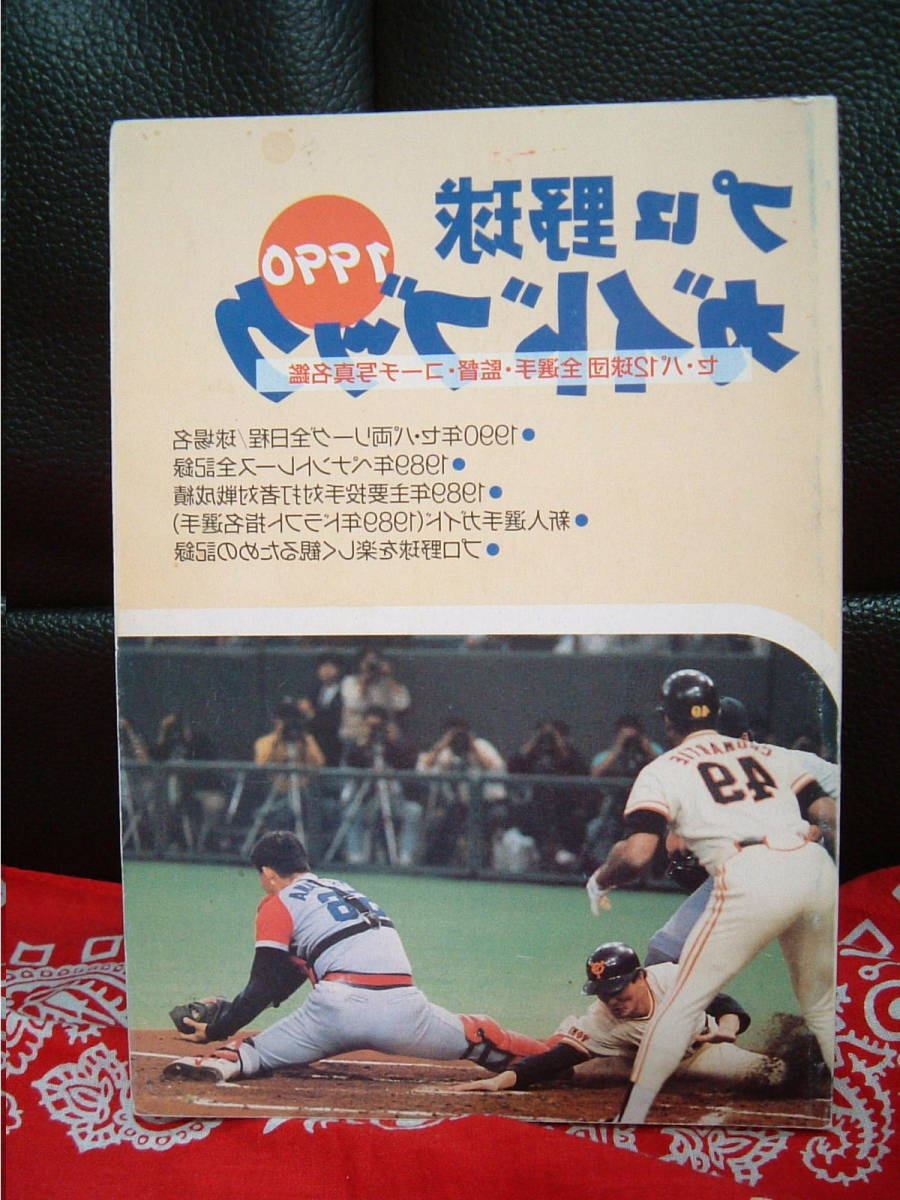 プロ野球
ガイドブック
1990
セ・パ12球団 全選手・監督・コーチ写真名鑑
●1990年セ・パ両リーグ全日程/球場名
●1989年ペナントレース全記録
●1989年主要投手対打者対戦成績
●新人選手ガイド(1989年ドラフト指名選手)
●プロ野球を楽しく観るための記録
49
CROMARTIE
49